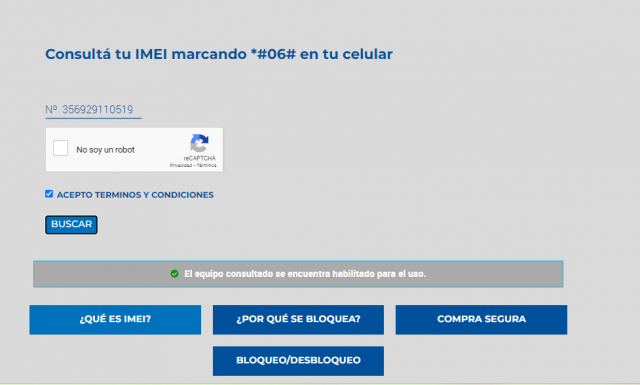 Consultá tu IMEI marcando *#06# en tu celular
Nº 356929110519
No soy un robot
reCAPTCHA
Privacidad - Términos
ACEPTO TERMINOS Y CONDICIONES
BUSCAR
El equipo consultado se encuentra habilitado para el uso.
¿QUÉ ES IMEI?
¿POR QUÉ SE BLOQUEA?
COMPRA SEGURA
BLOQUEO/DESBLOQUEO